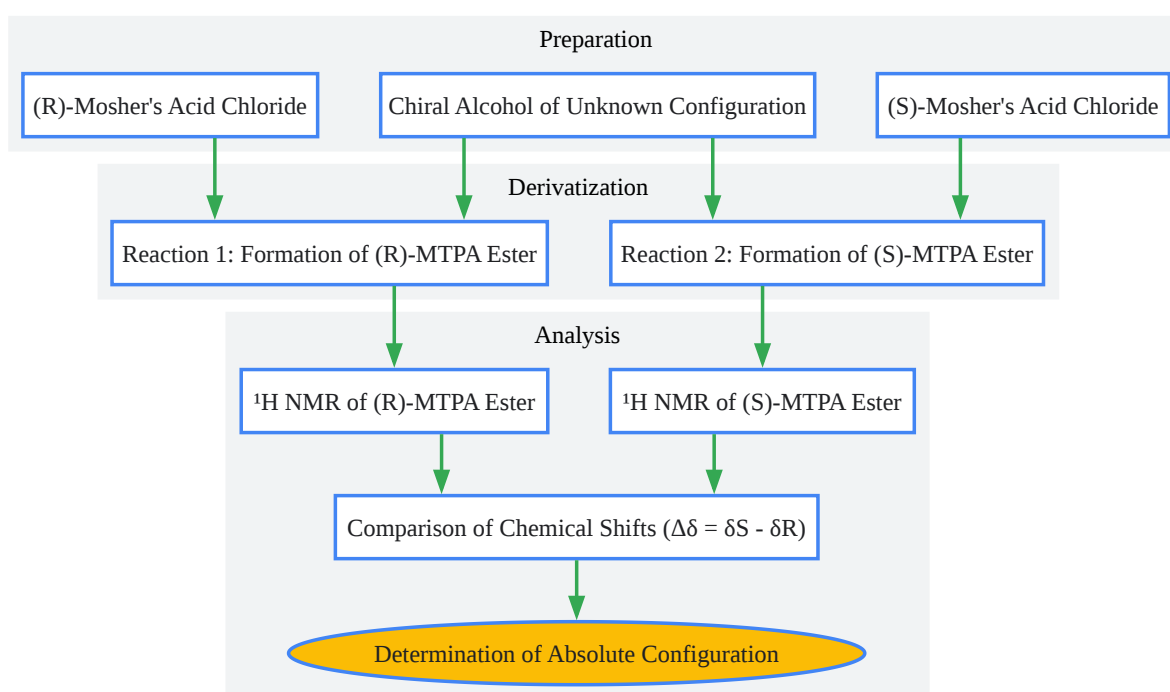 Preparation
(R)-Mosher's Acid Chloride
Chiral Alcohol of Unknown Configuration
(S)-Mosher's Acid Chloride
Derivatization
Reaction 1: Formation of (R)-MTPA Ester
Reaction 2: Formation of (S)-MTPA Ester
Analysis
¹H NMR of (R)-MTPA Ester
¹H NMR of (S)-MTPA Ester
Comparison of Chemical Shifts (Δδ = δS - δR)
Determination of Absolute Configuration